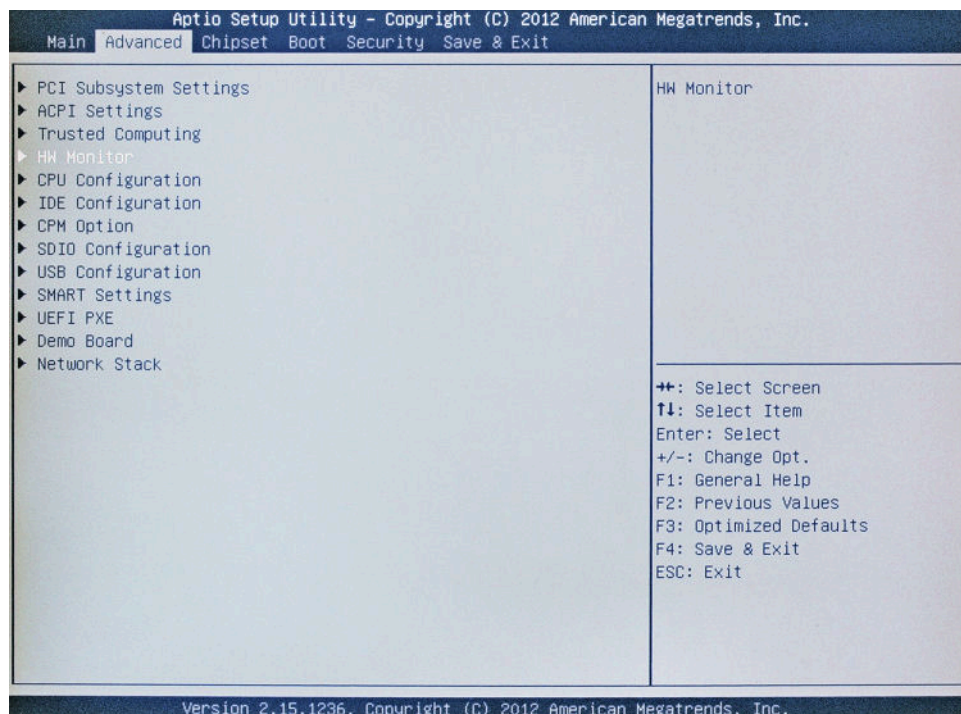 Aptio Setup Utility – Copyright (C) 2012 American Megatrends, Inc.
Main Advanced Chipset Boot Security Save & Exit
▶ PCI Subsystem Settings
▶ ACPI Settings
▶ Trusted Computing
▶ HW Monitor
▶ CPU Configuration
▶ IDE Configuration
▶ CPM Option
▶ SDIO Configuration
▶ USB Configuration
▶ SMART Settings
▶ UEFI PXE
▶ Demo Board
▶ Network Stack
HW Monitor
→←: Select Screen
↑↓: Select Item
Enter: Select
+/-: Change Opt.
F1: General Help
F2: Previous Values
F3: Optimized Defaults
F4: Save & Exit
ESC: Exit
Version 2.15.1236. Copyright (C) 2012 American Megatrends, Inc.